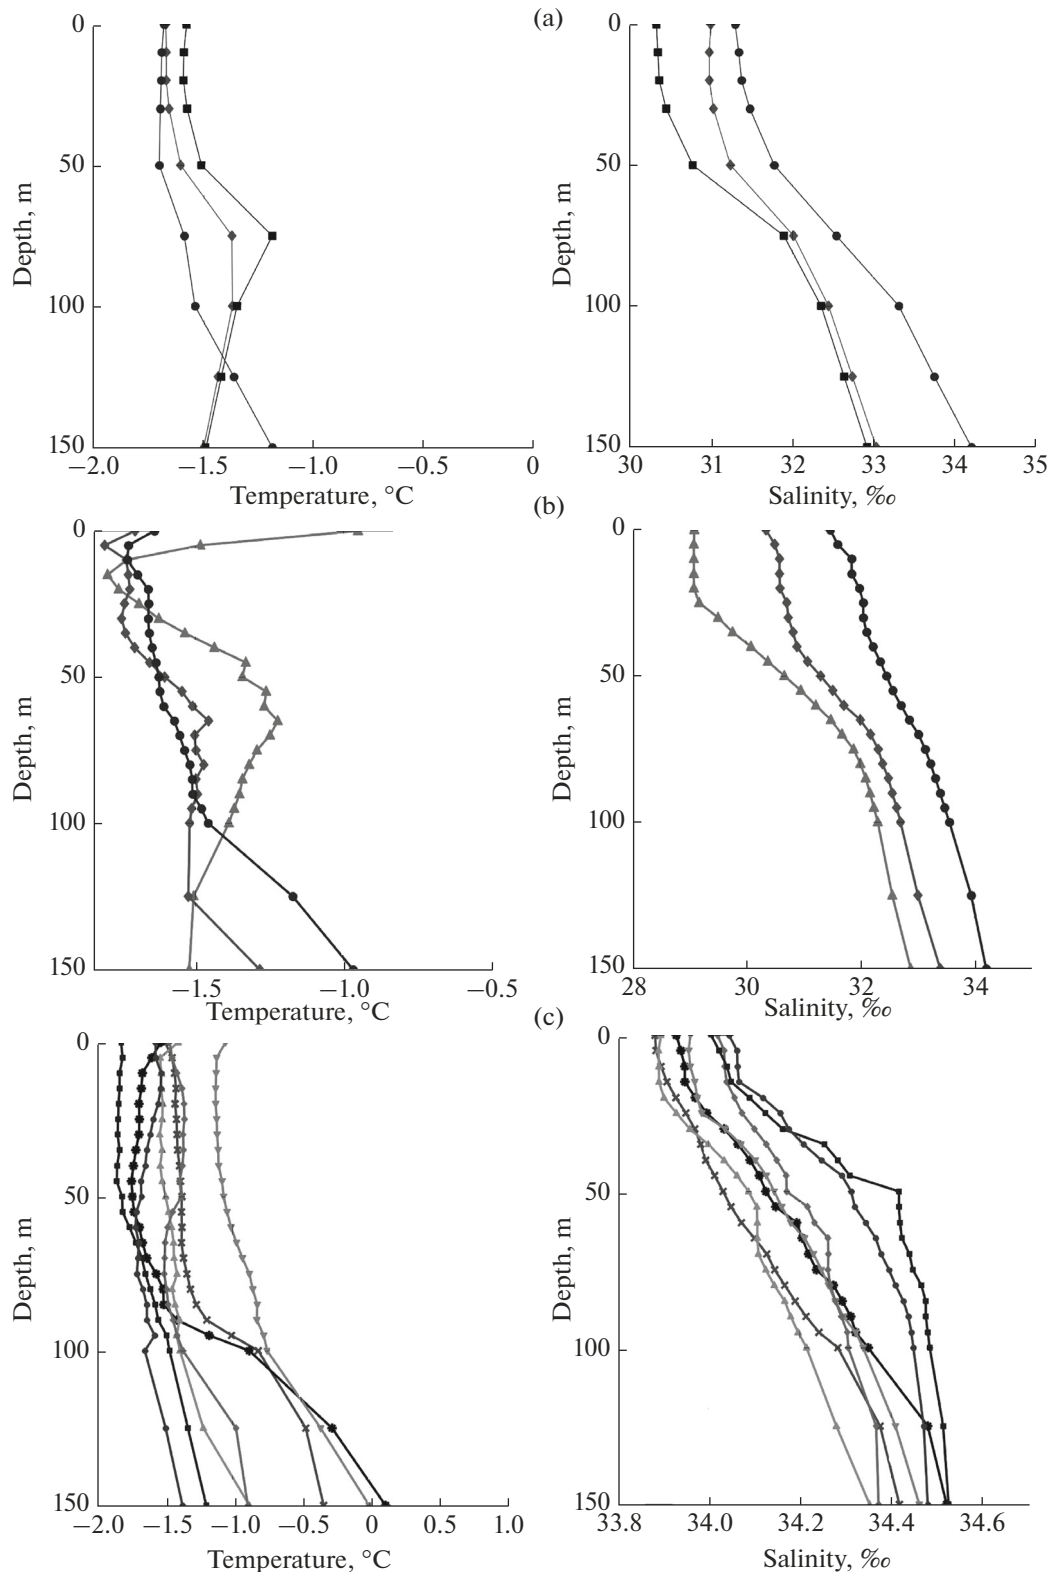 (a)
0
50
100
150
Depth, m
−2.0 −1.5 −1.0 −0.5 0
Temperature, °C
0
50
100
150
Depth, m
30 31 32 33 34 35
Salinity, ‰
(b)
0
50
100
150
Depth, m
−1.5 −1.0 −0.5
Temperature, °C
0
50
100
150
Depth, m
28 30 32 34
Salinity, ‰
(c)
0
50
100
150
Depth, m
−2.0 −1.5 −1.0 −0.5 0 0.5 1.0
Temperature, °C
0
50
100
150
Depth, m
33.8 34.0 34.2 34.4 34.6
Salinity, ‰